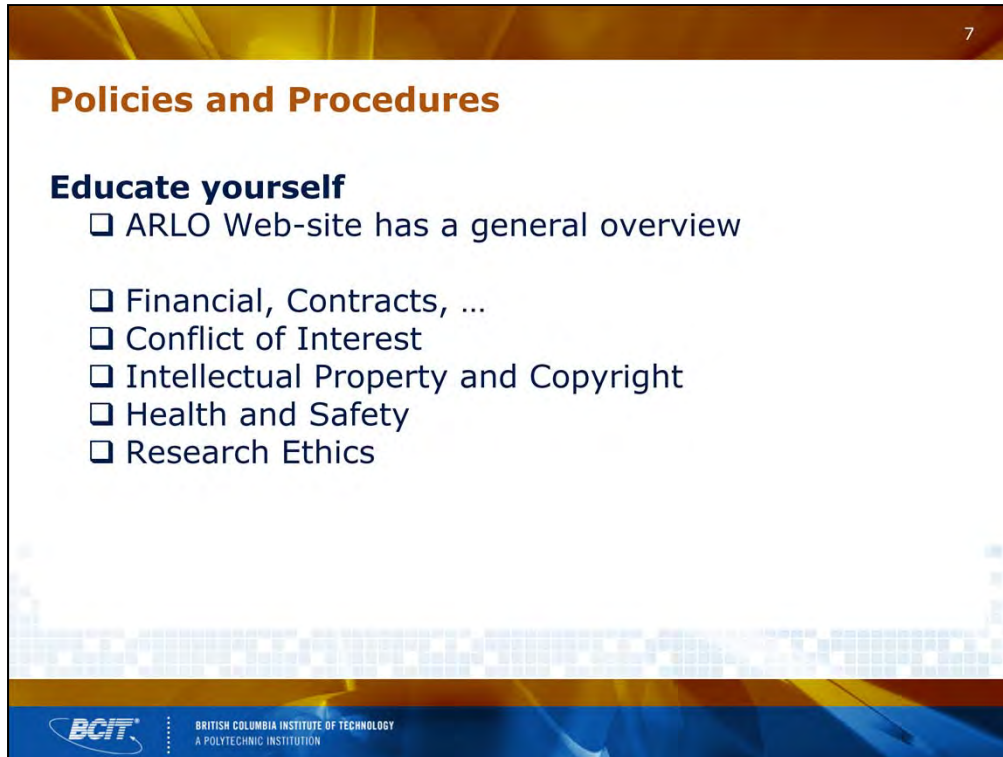 7
Policies and Procedures
Educate yourself
❑ ARLO Web-site has a general overview
❑ Financial, Contracts, …
❑ Conflict of Interest
❑ Intellectual Property and Copyright
❑ Health and Safety
❑ Research Ethics
BCIT
BRITISH COLUMBIA INSTITUTE OF TECHNOLOGY
A POLYTECHNIC INSTITUTION